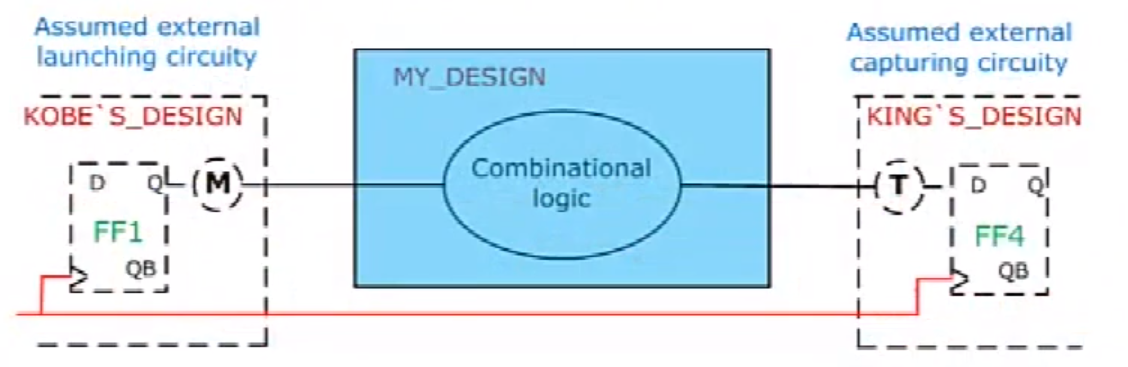 Assumed external
launching circuity
KOBE`S_DESIGN
D Q
M
FF1
QB
MY_DESIGN
Combinational
logic
Assumed external
capturing circuity
KING`S_DESIGN
T
D Q
FF4
QB